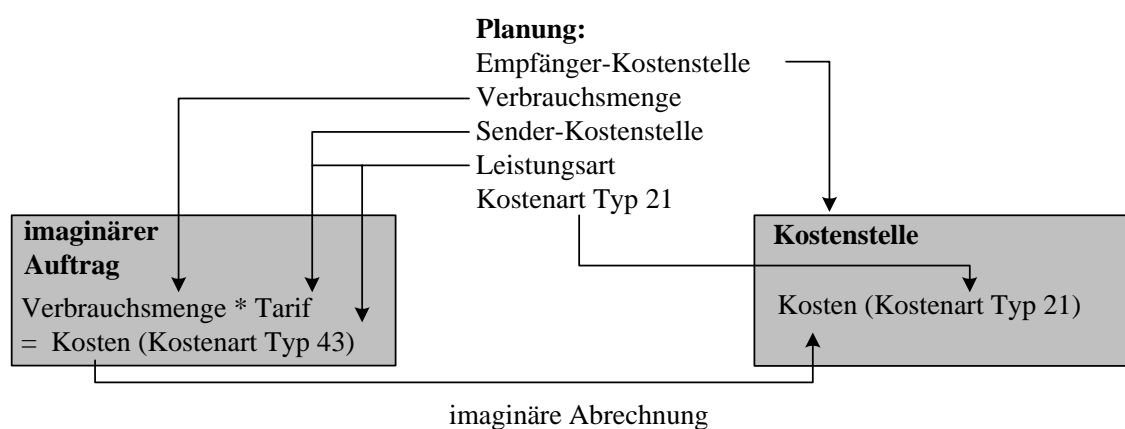 Planung:
Empfänger-Kostenstelle
Verbrauchsmenge
Sender-Kostenstelle
Leistungsart
Kostenart Typ 21
imaginärer
Auftrag
Verbrauchsmenge * Tarif
= Kosten (Kostenart Typ 43)
Kostenstelle
Kosten (Kostenart Typ 21)
imaginäre Abrechnung